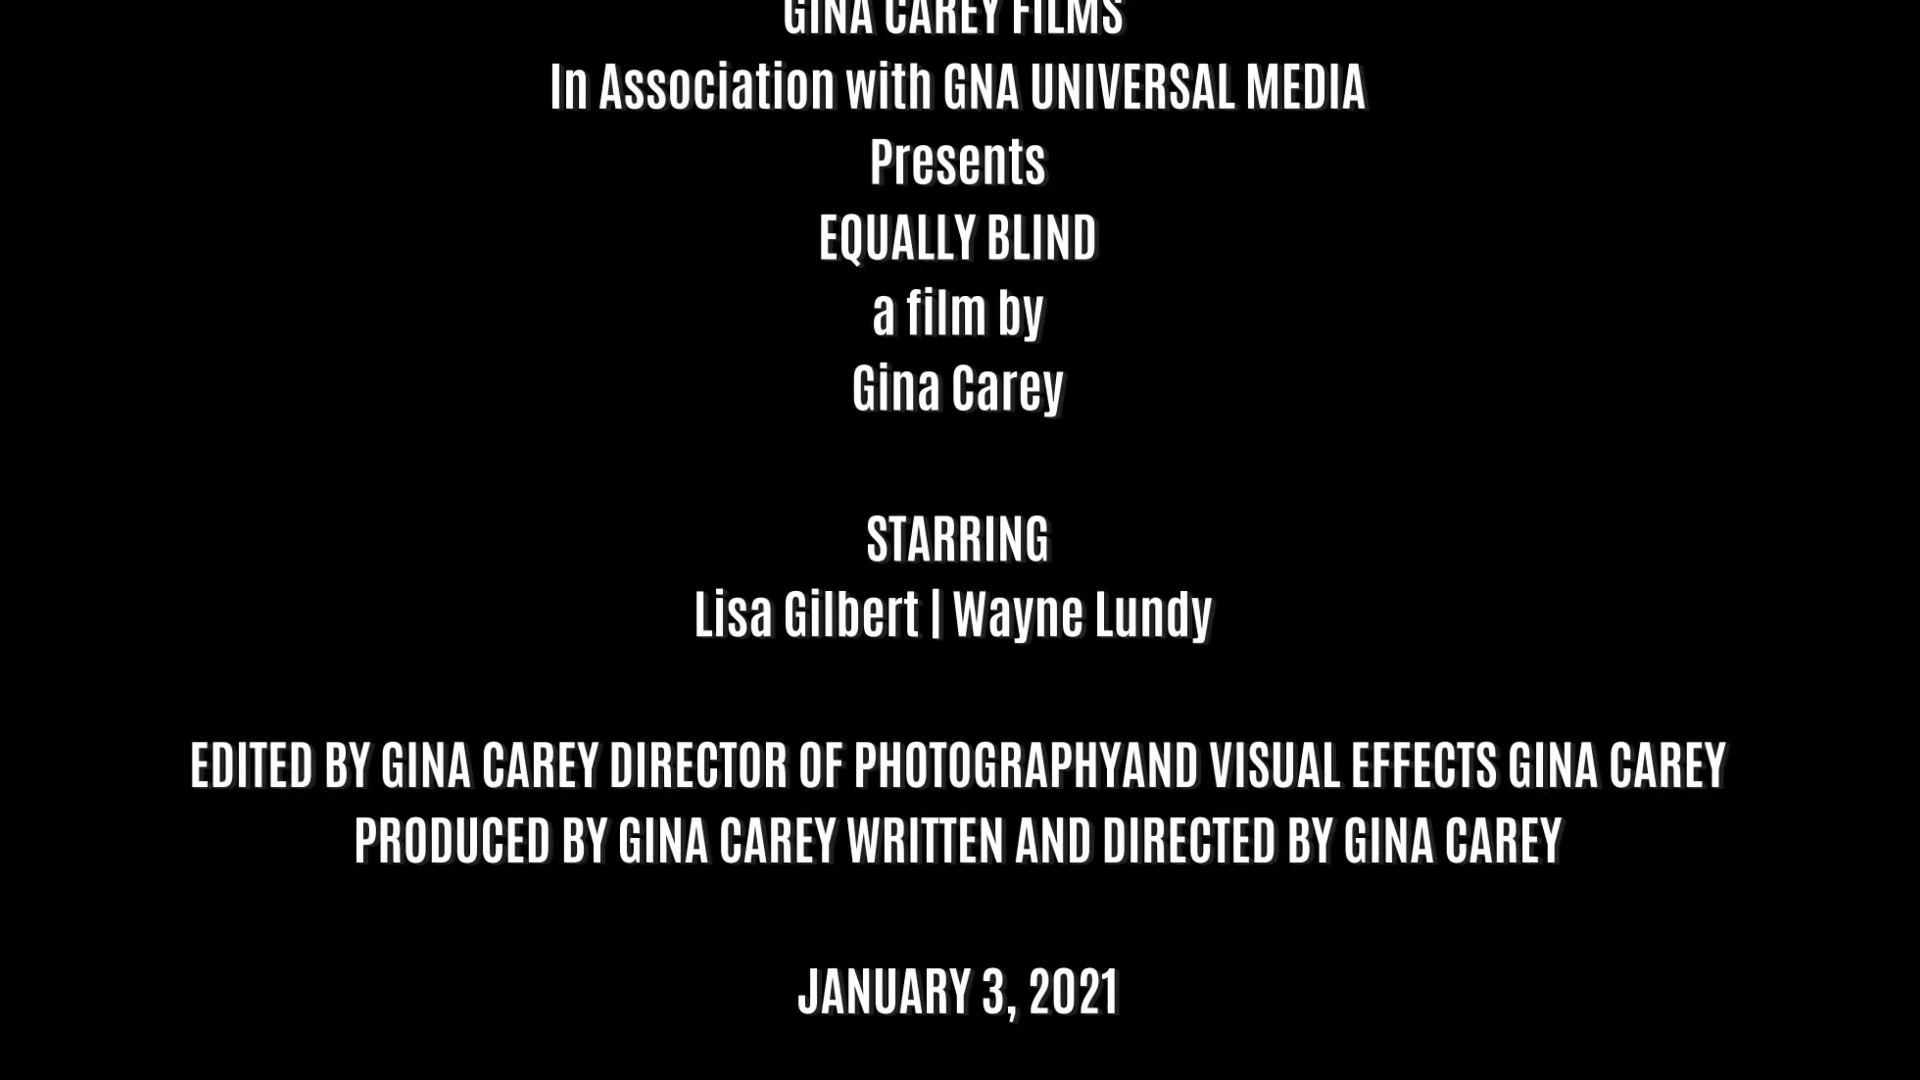 GINA CAREY FILMS
In Association with GNA UNIVERSAL MEDIA
Presents
EQUALLY BLIND
a film by
Gina Carey
STARRING
Lisa Gilbert | Wayne Lundy
EDITED BY GINA CAREY DIRECTOR OF PHOTOGRAPHYAND VISUAL EFFECTS GINA CAREY
PRODUCED BY GINA CAREY WRITTEN AND DIRECTED BY GINA CAREY
JANUARY 3, 2021